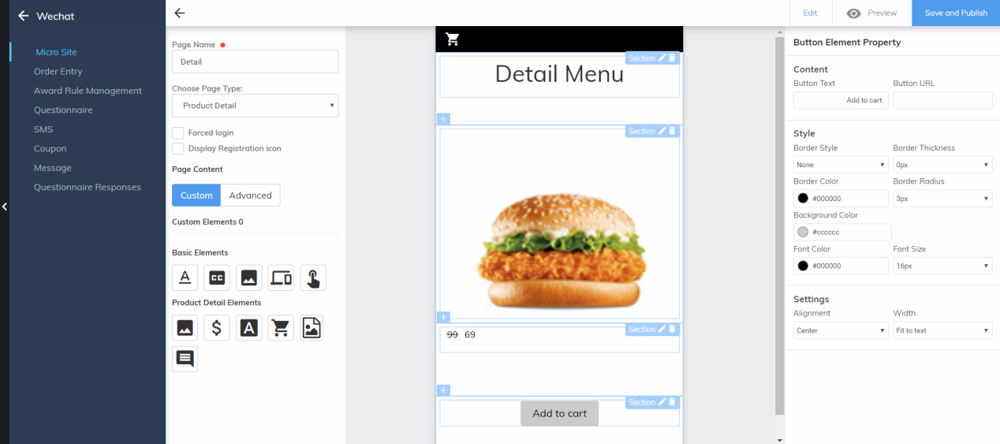 Wechat
Micro Site
Order Entry
Award Rule Management
Questionnaire
SMS
Coupon
Message
Questionnaire Responses
Edit
Preview
Save and Publish
Page Name
Detail
Choose Page Type:
Product Detail
Forced login
Display Registration icon
Page Content
Custom
Advanced
Custom Elements 0
Basic Elements
A
CC
Product Detail Elements
$
A
Section
Detail Menu
+
Section
+
Section
99 69
+
Section
Add to cart
Button Element Property
Content
Button Text Button URL
Add to cart
Style
Border Style Border Thickness
None 0px
Border Color Border Radius
#000000 3px
Background Color
#cccccc
Font Color Font Size
#000000 16px
Settings
Alignment Width
Center Fit to text